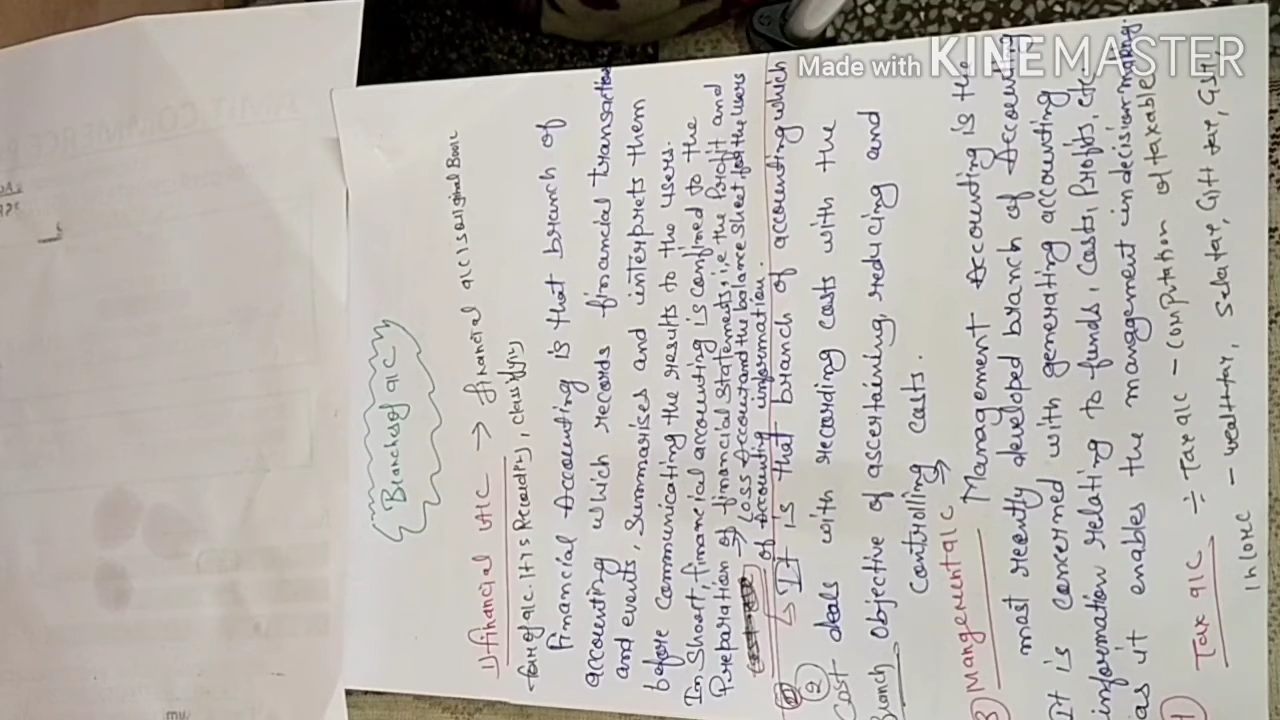 Made with KINEMASTER
Branches of a/c
1) financial A/c → financial a/c is original Book
form of a/c. It is Recording, classifying
Financial Accounting is that branch of
accounting which records financial transactions
and events, Summarises and interprets them
before communicating the results to the users.
In Short, financial accounting is confined to the
Preparation of financial statements, i.e the Profit and
Loss Account and the balance Sheet for the users
of Accounting information.
② It is that branch of accounting which
Cost deals with recording costs with the
Branch Objective of ascertaining, reducing and
Controlling costs.
3) Mangement a/c Management Accounting is the
most recently developed branch of Accounting
It is concerned with generating accounting
information relating to funds, Costs, Profits, etc
as it enables the mangement in decision making.
4) Tax a/c ÷ Tax a/c - Computation of taxable
income - wealth tax, Gift tax, GST,